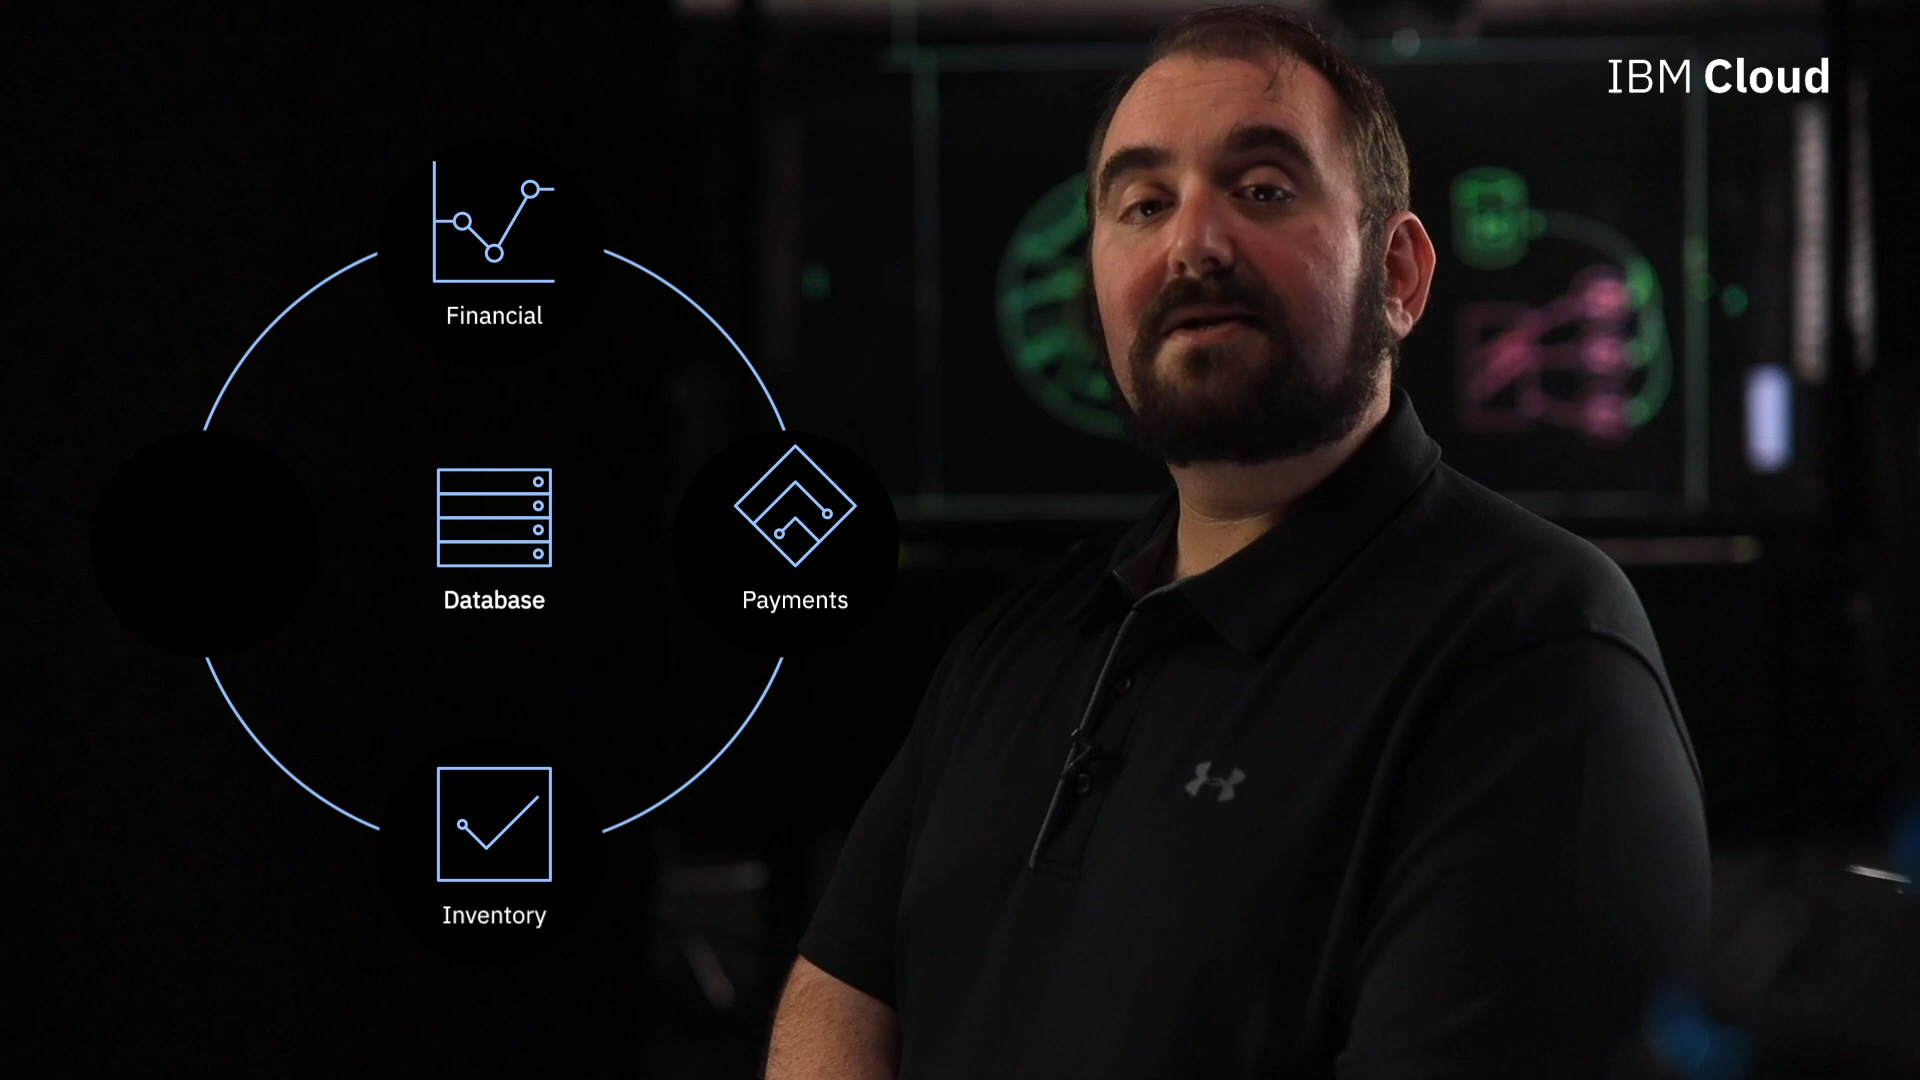 IBM Cloud
Financial
Database
Payments
Inventory